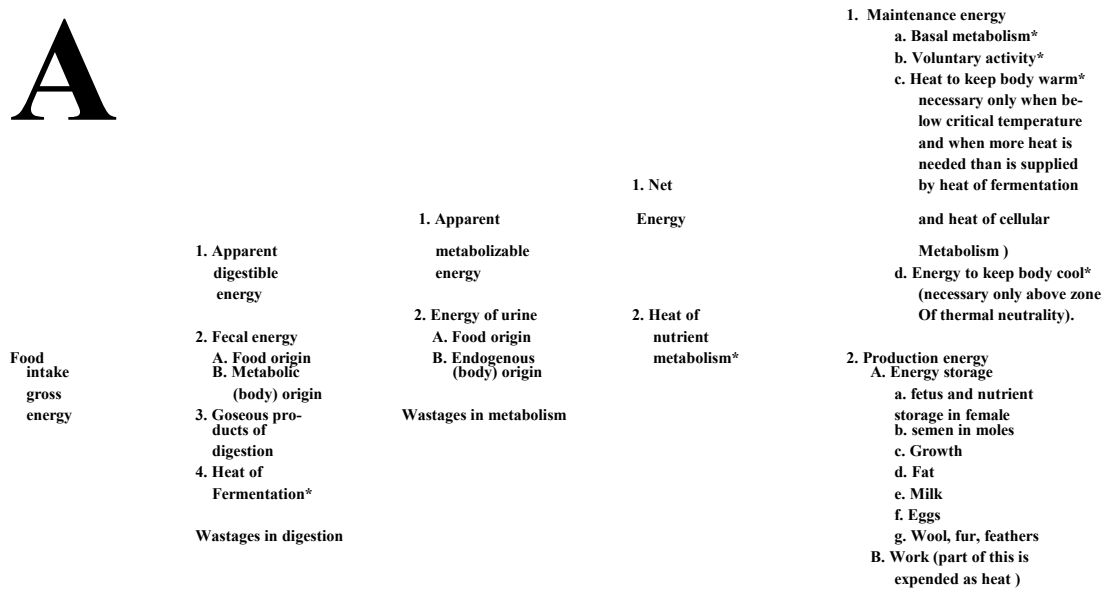 A
Food
intake
gross
energy
1. Apparent
digestible
energy
2. Fecal energy
A. Food origin
B. Metabolic
(body) origin
3. Goseous pro-
ducts of
digestion
4. Heat of
Fermentation*
Wastages in digestion
1. Apparent
metabolizable
energy
2. Energy of urine
A. Food origin
B. Endogenous
(body) origin
Wastages in metabolism
1. Net
Energy
2. Heat of
nutrient
metabolism*
1. Maintenance energy
a. Basal metabolism*
b. Voluntary activity*
c. Heat to keep body warm*
necessary only when be-
low critical temperature
and when more heat is
needed than is supplied
by heat of fermentation
and heat of cellular
Metabolism )
d. Energy to keep body cool*
(necessary only above zone
Of thermal neutrality).
2. Production energy
A. Energy storage
a. fetus and nutrient
storage in female
b. semen in moles
c. Growth
d. Fat
e. Milk
f. Eggs
g. Wool, fur, feathers
B. Work (part of this is
expended as heat )